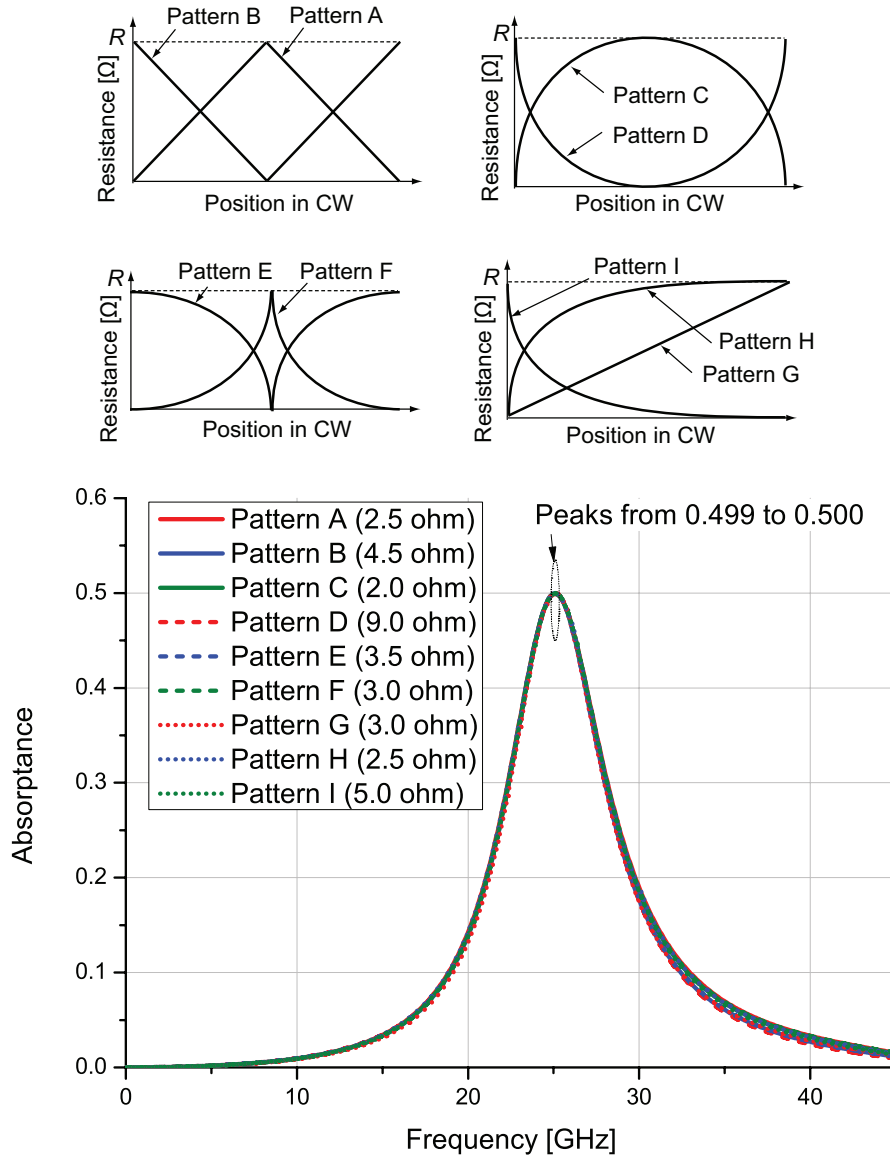 Pattern B
Pattern A
R
Resistance [Ω]
Position in CW
R
Resistance [Ω]
Pattern C
Pattern D
Position in CW
R
Resistance [Ω]
Pattern E
Pattern F
Position in CW
R
Resistance [Ω]
Pattern I
Pattern H
Pattern G
Position in CW
Absorptance
0.6
0.5
0.4
0.3
0.2
0.1
0.0
Pattern A (2.5 ohm)
Pattern B (4.5 ohm)
Pattern C (2.0 ohm)
Pattern D (9.0 ohm)
Pattern E (3.5 ohm)
Pattern F (3.0 ohm)
Pattern G (3.0 ohm)
Pattern H (2.5 ohm)
Pattern I (5.0 ohm)
Peaks from 0.499 to 0.500
0
10
20
30
40
Frequency [GHz]